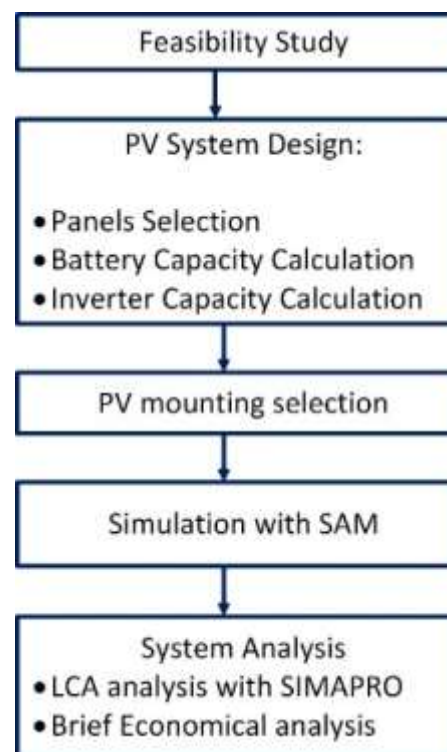 Feasibility Study
PV System Design:
•Panels Selection
•Battery Capacity Calculation
•Inverter Capacity Calculation
PV mounting selection
Simulation with SAM
System Analysis
•LCA analysis with SIMAPRO
•Brief Economical analysis